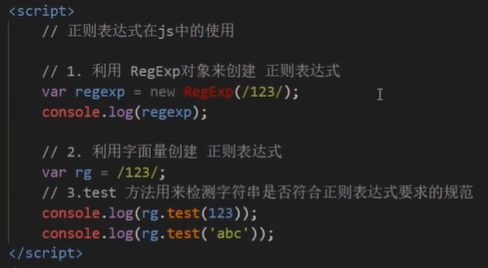 <script>
// 正则表达式在js中的使用
// 1. 利用 RegExp对象来创建 正则表达式
var regexp = new RegExp(/123/);
console.log(regexp);
// 2. 利用字面量创建 正则表达式
var rg = /123/;
// 3.test 方法用来检测字符串是否符合正则表达式要求的规范
console.log(rg.test(123));
console.log(rg.test('abc'));
</script>